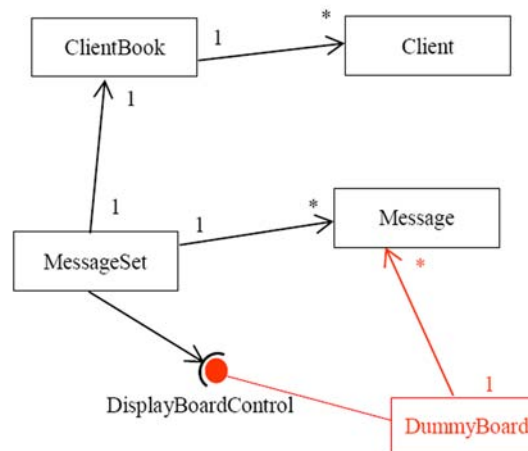 ClientBook
1
*
Client
1
1
1
*
Message
MessageSet
*
DisplayBoardControl
1
DummyBoard